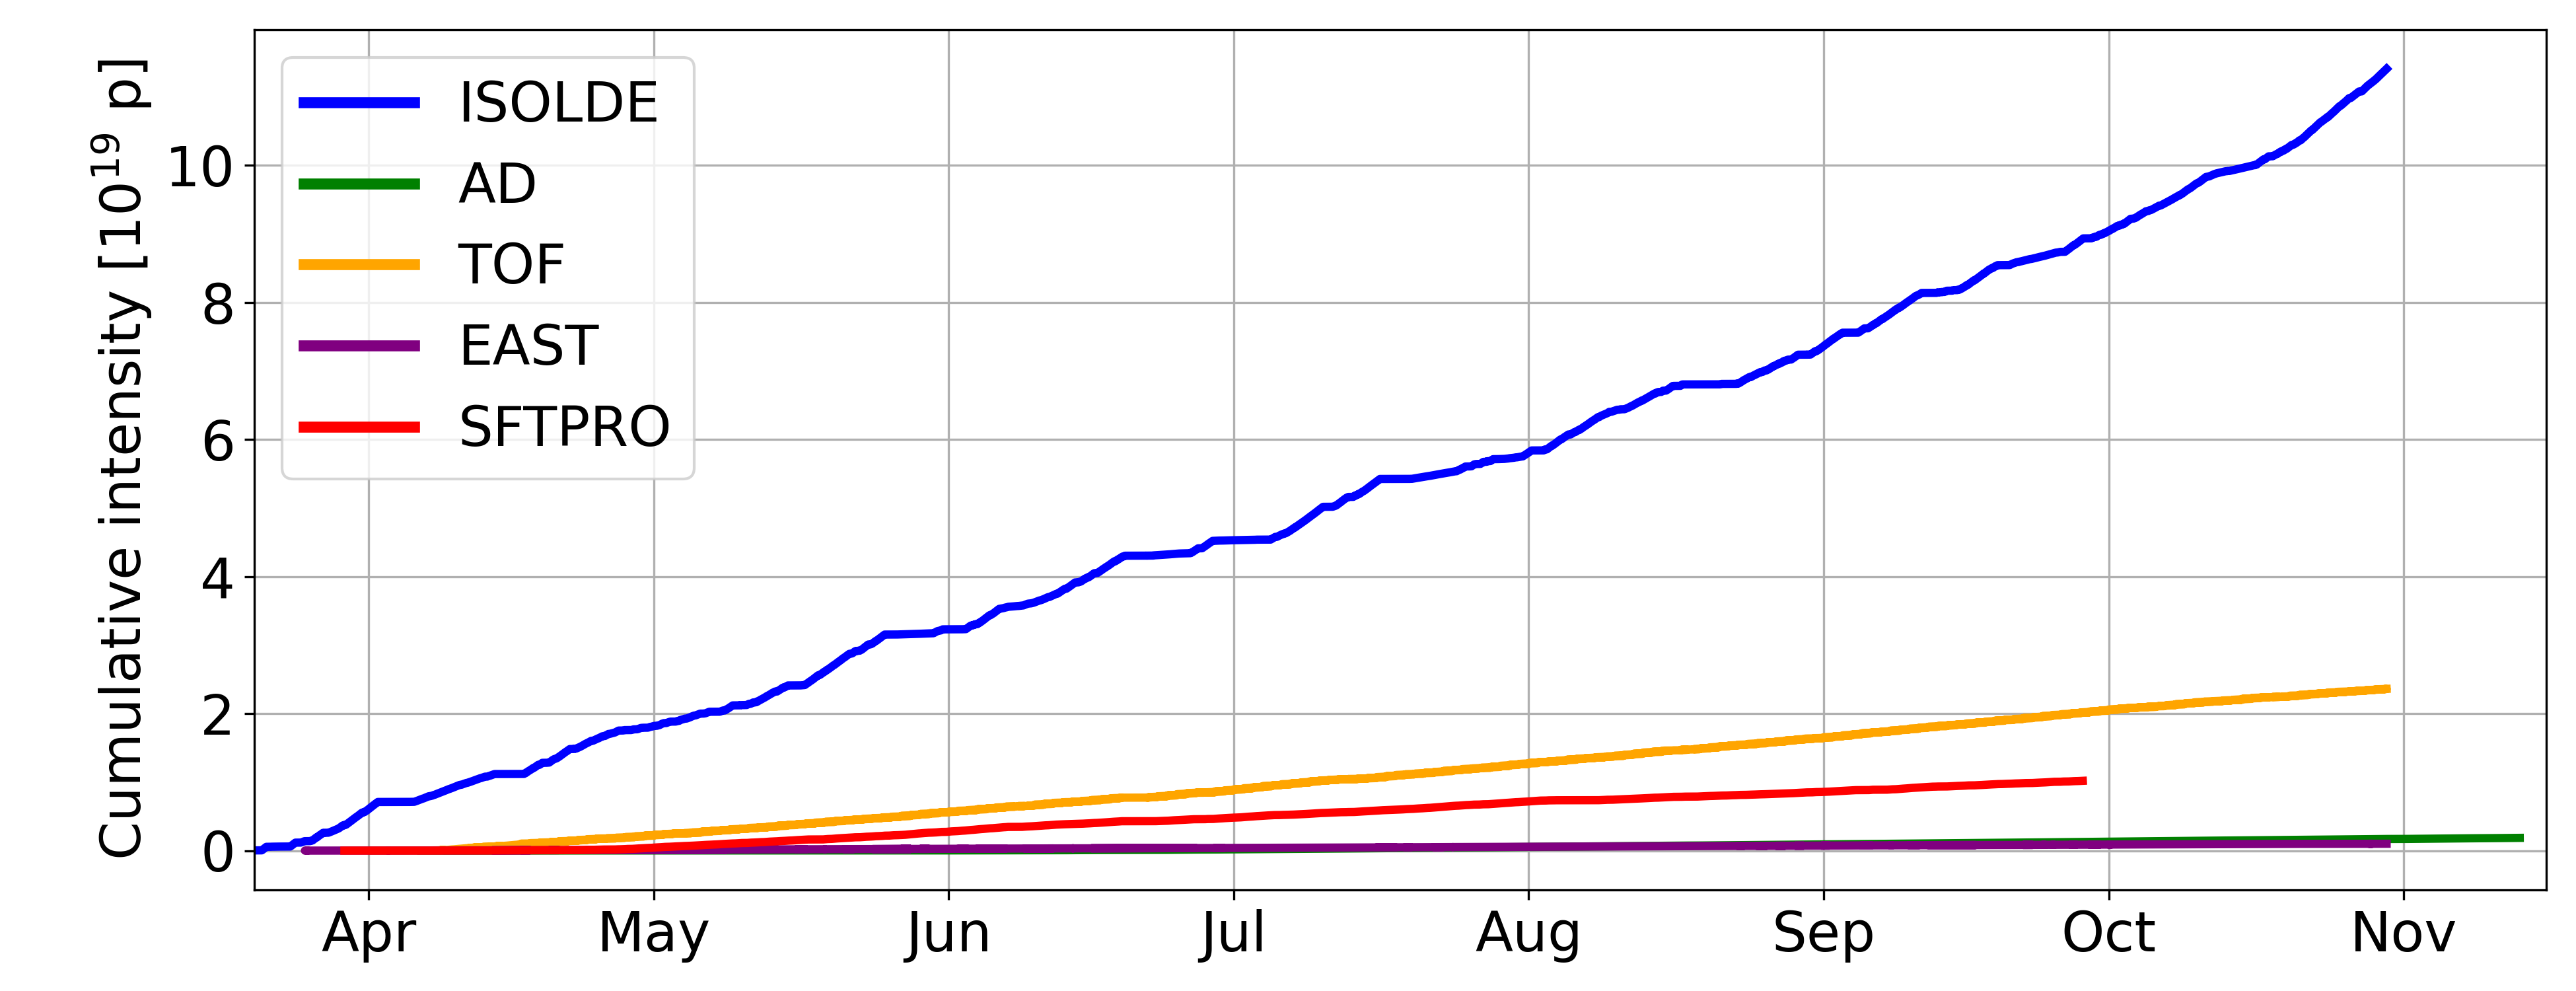 Cumulative intensity [10¹⁹ p]
10
8
6
4
2
0
ISOLDE
AD
TOF
EAST
SFTPRO
Apr May Jun Jul Aug Sep Oct Nov